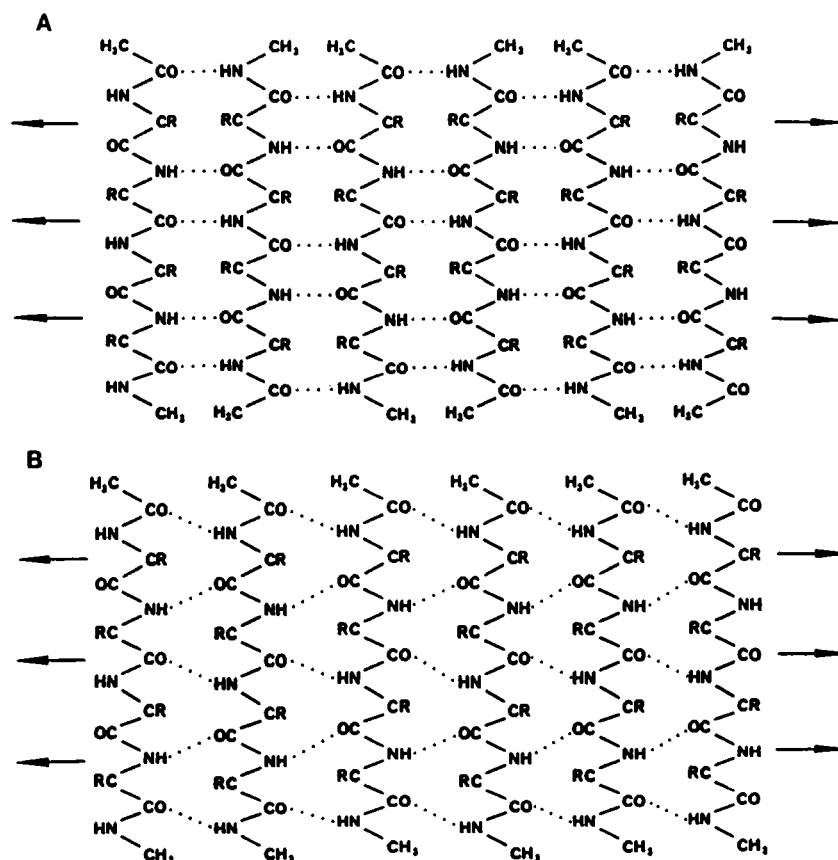 A
H₃C CH₃ H₃C CH₃ H₃C CH₃
CO HN CO HN CO HN
HN CO HN CO HN CO
CR RC CR RC CR RC
OC NH OC NH OC NH
NH OC NH OC NH OC
RC CR RC CR RC CR
CO HN CO HN CO HN
HN CO HN CO HN CO
CR RC CR RC CR RC
OC NH OC NH OC NH
NH OC NH OC NH OC
RC CR RC CR RC CR
CO HN CO HN CO HN
HN CO HN CO HN CO
CH₃ H₃C CH₃ H₃C CH₃ H₃C
B
H₃C H₃C H₃C H₃C H₃C H₃C
CO CO CO CO CO CO
HN HN HN HN HN HN
CR CR CR CR CR CR
OC OC OC OC OC OC
NH NH NH NH NH NH
RC RC RC RC RC RC
CO CO CO CO CO CO
HN HN HN HN HN HN
CR CR CR CR CR CR
OC OC OC OC OC OC
NH NH NH NH NH NH
RC RC RC RC RC RC
CO CO CO CO CO CO
HN HN HN HN HN HN
CH₃ CH₃ CH₃ CH₃ CH₃ CH₃